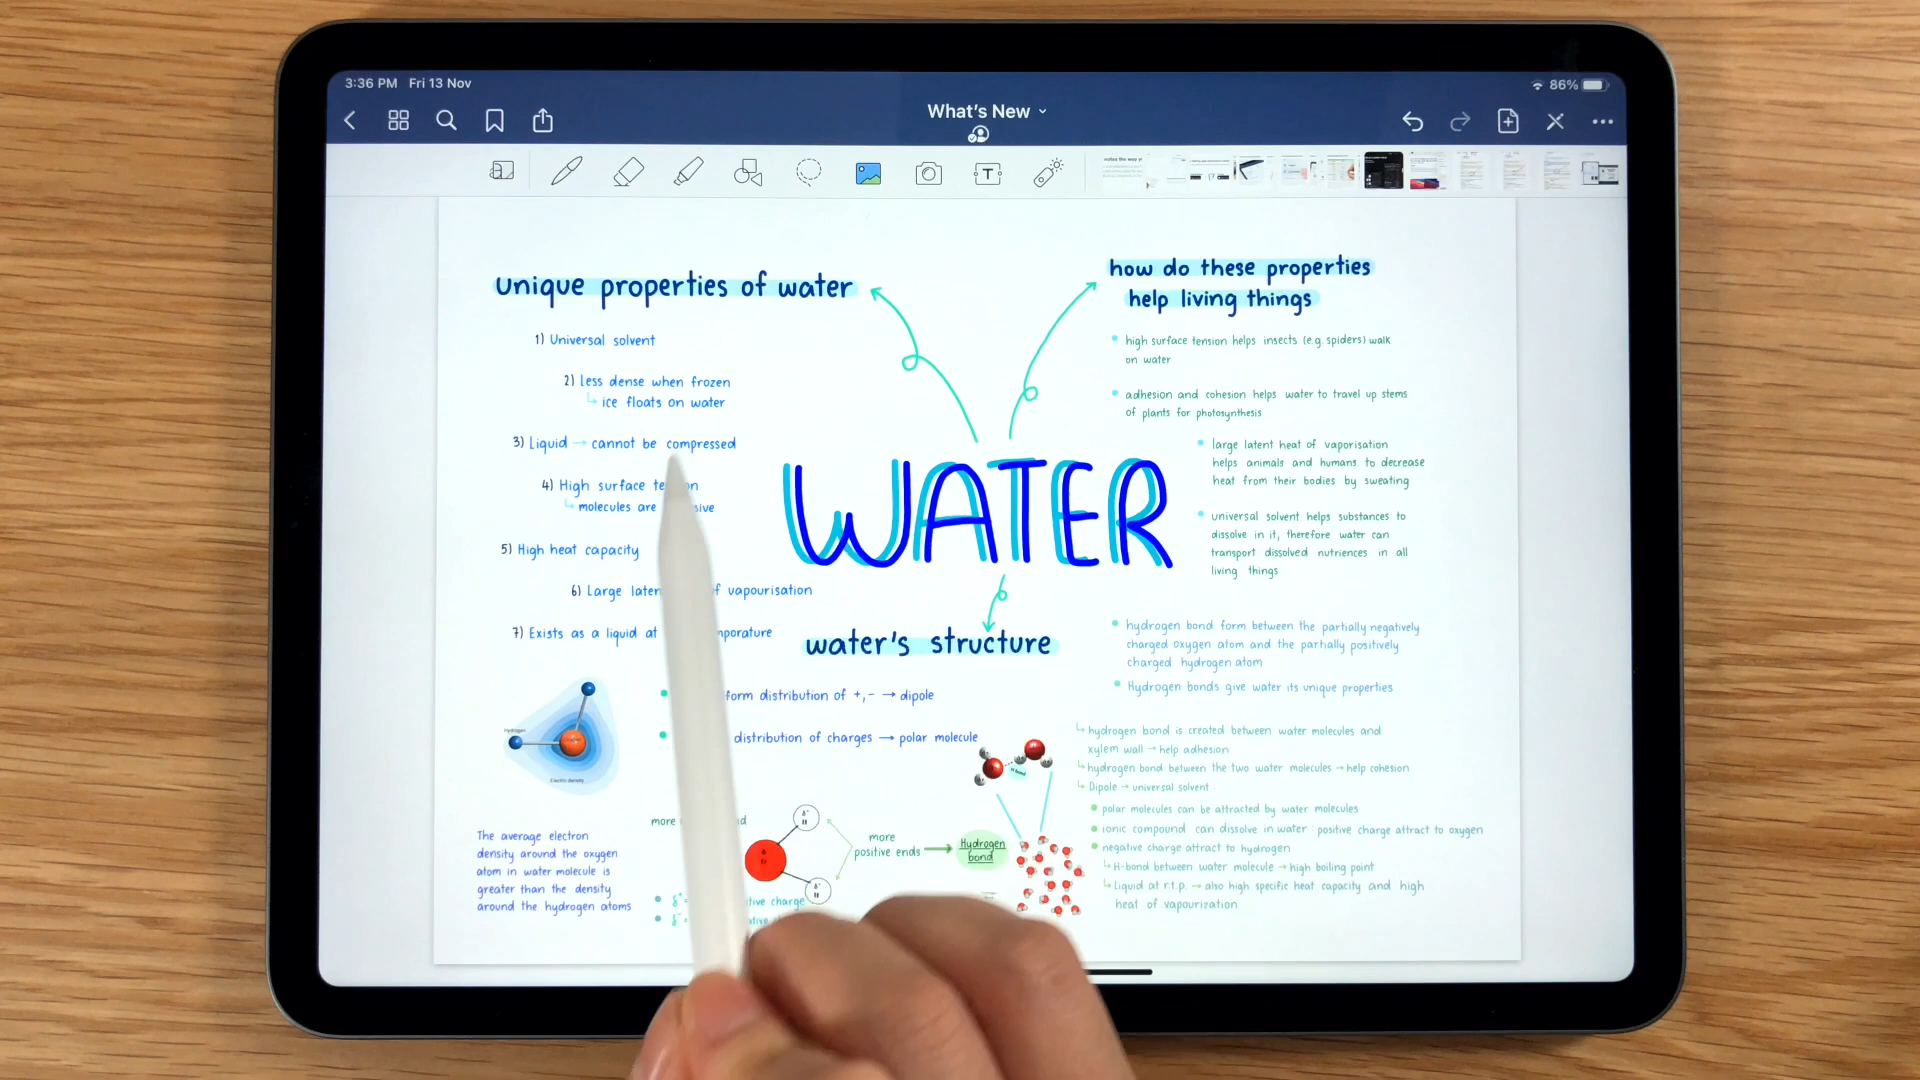 3:36 PM Fri 13 Nov
86%
What's New
T
unique properties of water
1) Universal solvent
2) less dense when frozen
↳ ice floats on water
3) Liquid → cannot be compressed
4) High surface
↳ molecules are
5) High heat capacity
6) Large of vapourisation
7) Exists as a liquid at
how do these properties
help living things
• high surface tension helps insects (e.g. spiders) walk
on water
• adhesion and cohesion helps water to travel up stems
of plants for photosynthesis
• large latent heat of vaporisation
helps animals and humans to decrease
heat from their bodies by sweating
• universal solvent helps substances to
dissolve in it, therefore water can
transport dissolved nutriences in all
living things
WATER
water's structure
distribution of +,- → dipole
distribution of charges → polar molecule
Hydrogen
Electric density
The average electron
density around the oxygen
atom in water molecule is
greater than the density
around the hydrogen atoms
more
more
positive ends
Hydrogen
bond
charge
• hydrogen bond form between the partially negatively
charged oxygen atom and the partially positively
charged hydrogen atom
• Hydrogen bonds give water its unique properties
↳ hydrogen bond is created between water molecules and
xylem wall → help adhesion
↳ hydrogen bond between the two water molecules → help cohesion
↳ Dipole → universal solvent :
• polar molecules can be attracted by water molecules
• ionic compound can dissolve in water : positive charge attract to oxygen
• negative charge attract to hydrogen
↳ H-bond between water molecule → high boiling point
↳ Liquid at r.t.p. → also high specific heat capacity and high
heat of vapourization